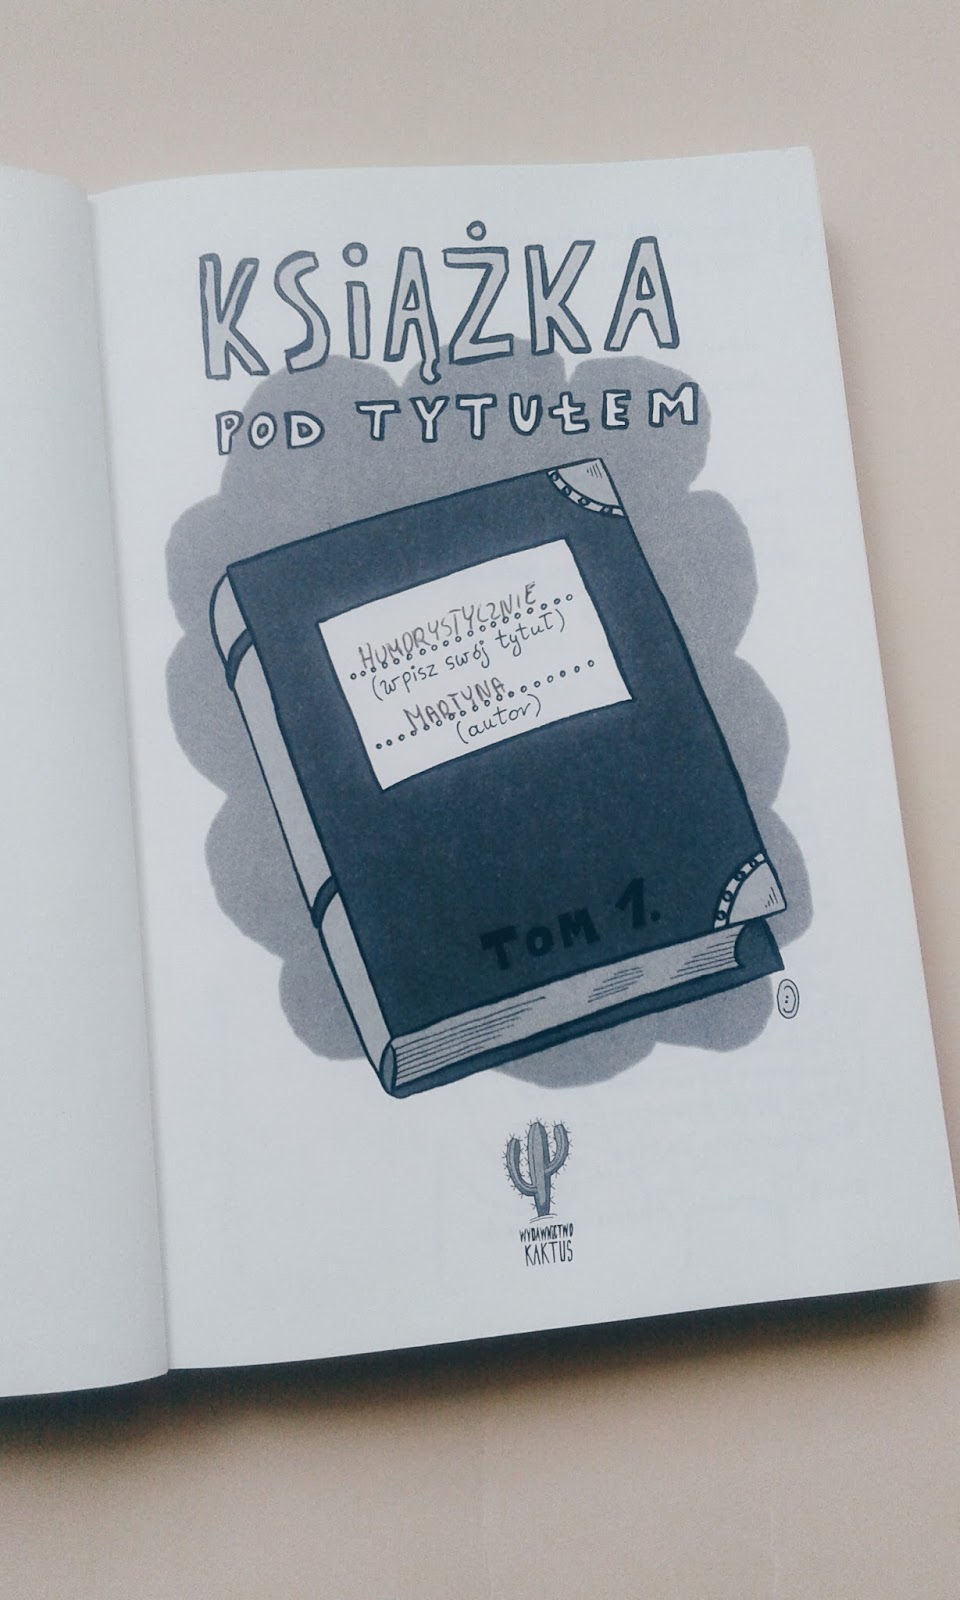 KSiĄŻKA
POD TYTUŁEM
HUMORYSTYCZNIE
(wpisz swój tytuł)
MARTYNA
(autor)
TOM 1.
WYDAWNICTWO
KAKTUS